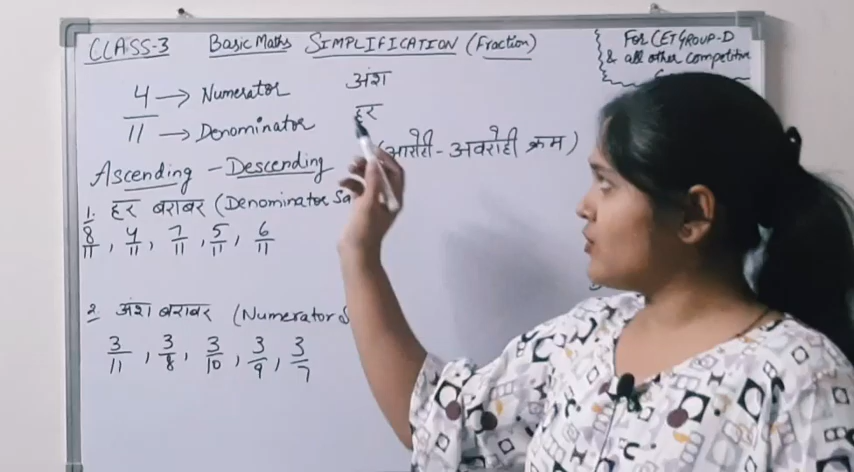 CLASS-3 Basic Maths SIMPLIFICATION (Fraction)
For CET GROUP-D
& all other competitive
4/11 → Numerator अंश
→ Denominator हर
Ascending - Descending (आरोही - अवरोही क्रम)
1. हर बराबर (Denominator Sa
8/11, 4/11, 7/11, 5/11, 6/11
2. अंश बराबर (Numerator S
3/11, 3/8, 3/10, 3/9, 3/7